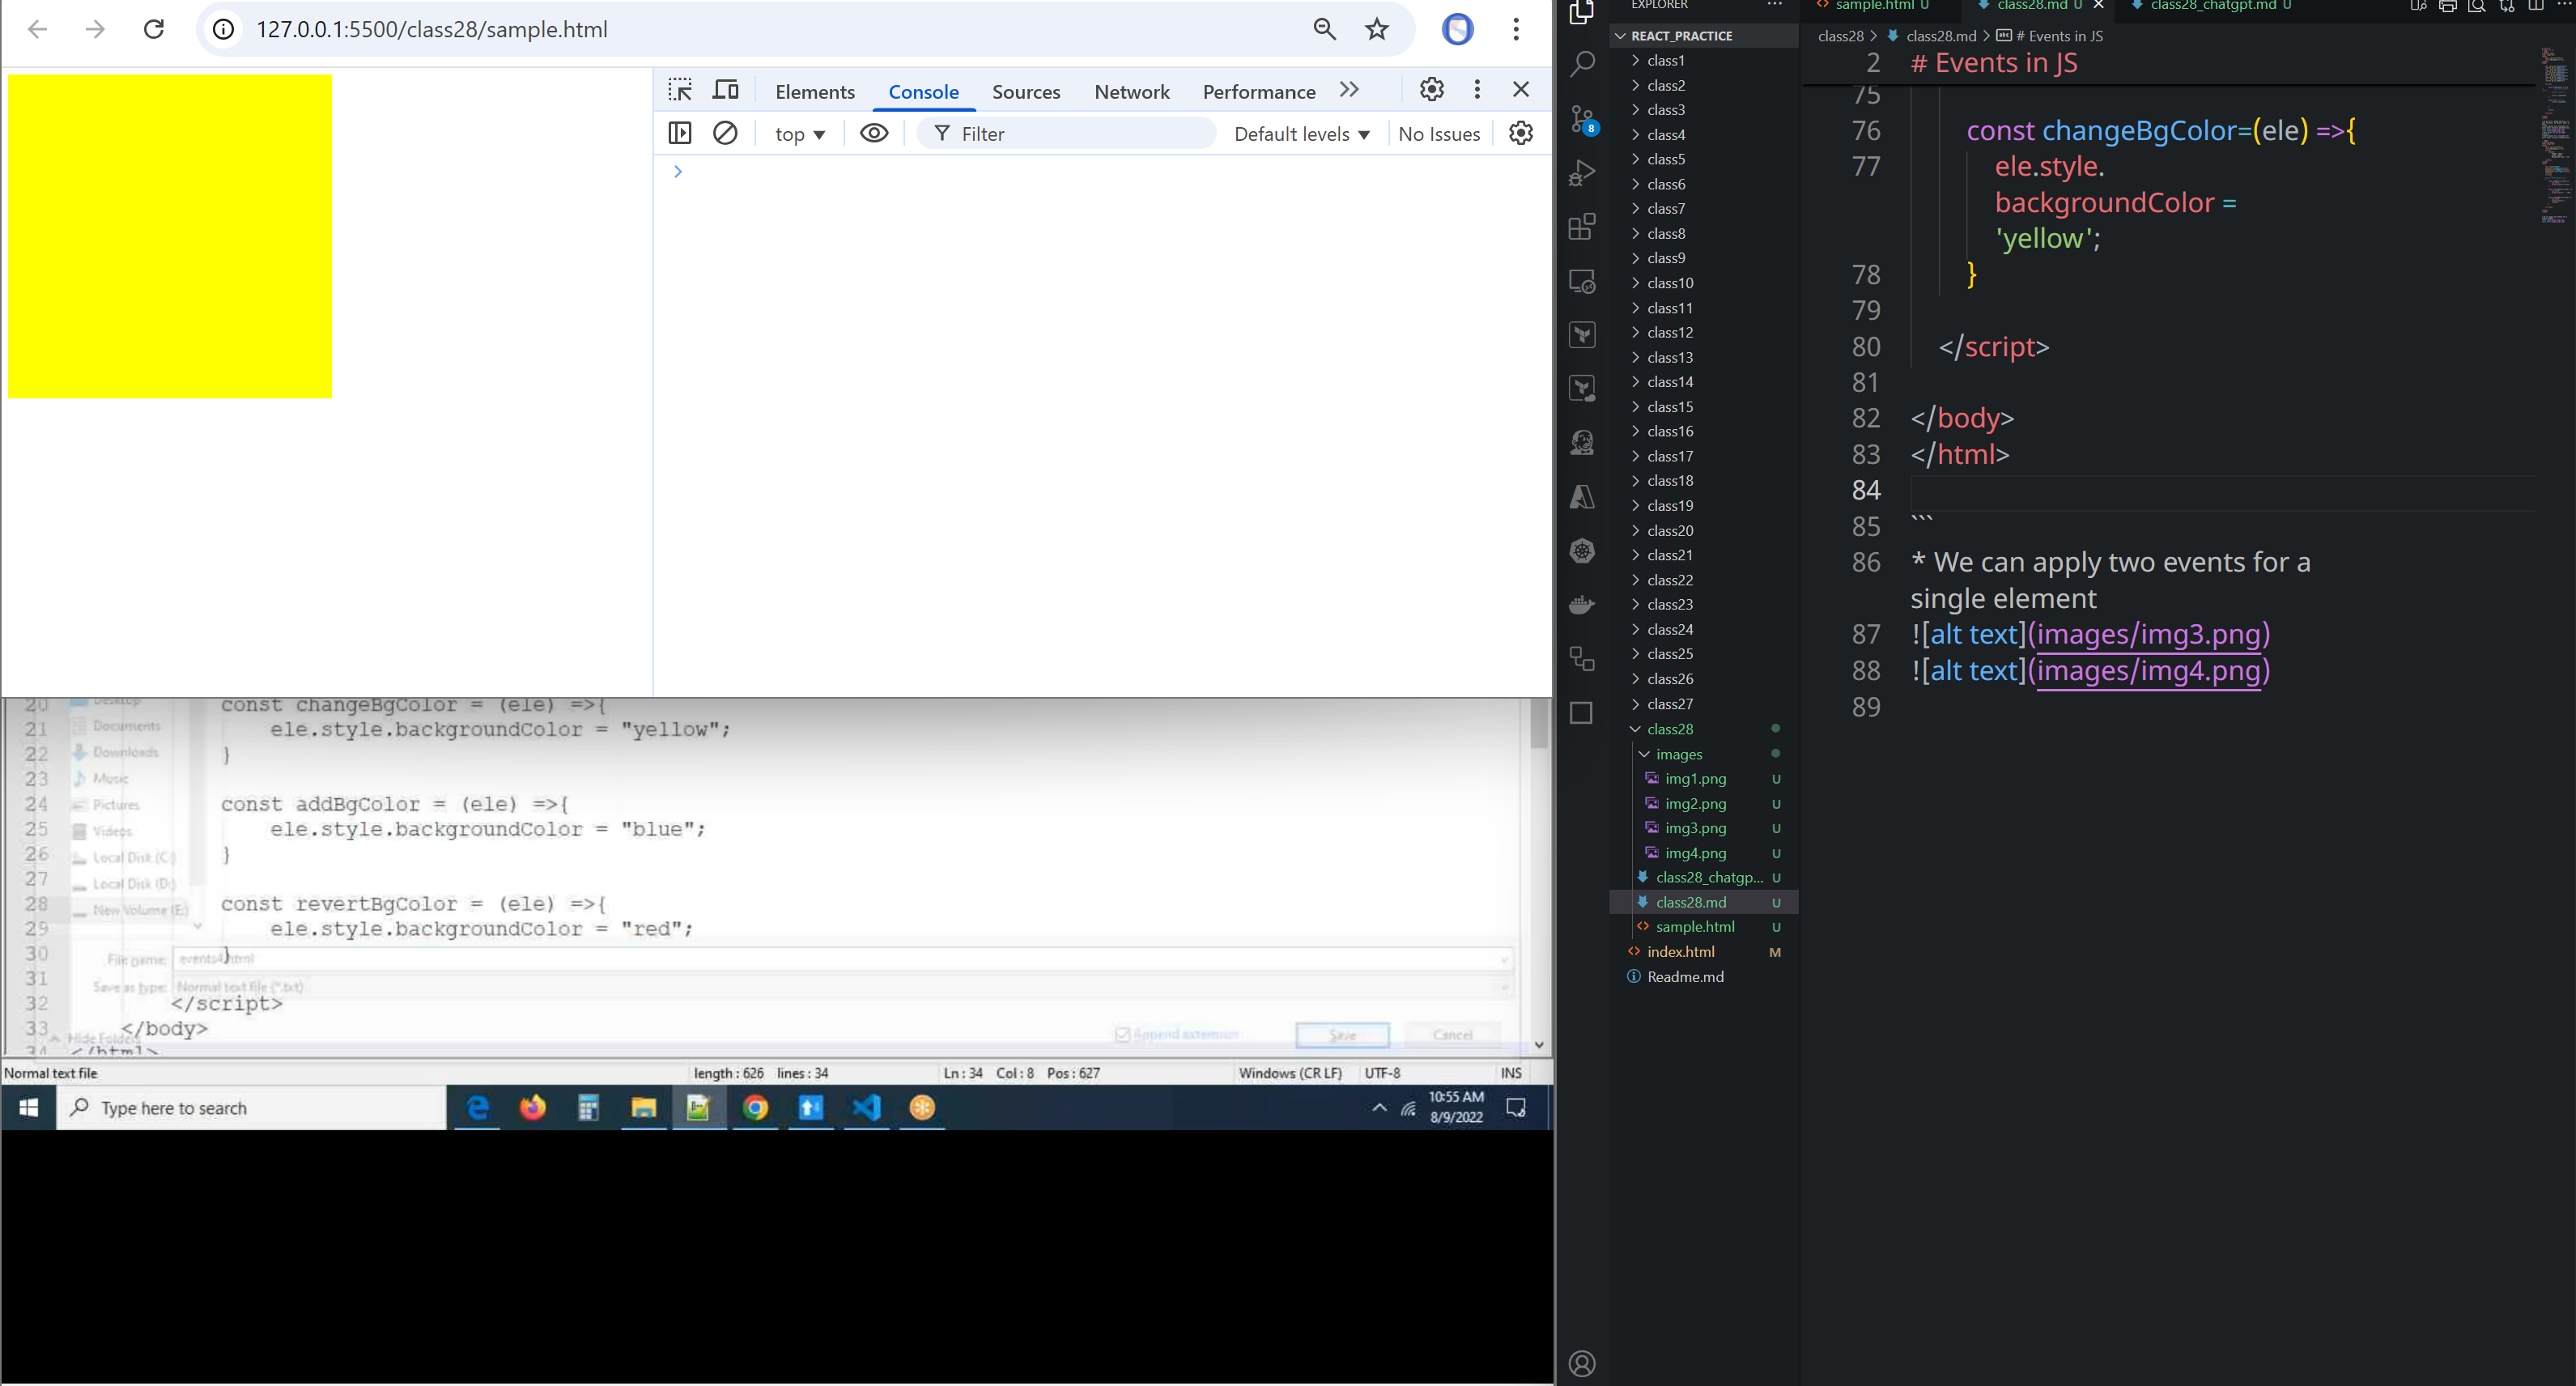 127.0.0.1:5500/class28/sample.html
Elements
Console
Sources
Network
Performance
top
Filter
Default levels
No Issues
20 const changeBgColor = (ele) =>{
21 ele.style.backgroundColor = "yellow";
22 }
23
24 const addBgColor = (ele) =>{
25 ele.style.backgroundColor = "blue";
26 }
27
28 const revertBgColor = (ele) =>{
29 ele.style.backgroundColor = "red";
30 }
31
32 </script>
33 </body>
34 </html>
Desktop
Documents
Downloads
Music
Pictures
Videos
Local Disk (C:)
Local Disk (D:)
New Volume (E:)
File name:
Save as type: Normal text file (*.txt)
Hide Folders
Append extension
Save
Cancel
Normal text file
length : 626 lines : 34
Ln : 34 Col : 8 Pos : 627
Windows (CR LF)
UTF-8
INS
Type here to search
10:55 AM
8/9/2022
8
EXPLORER
REACT_PRACTICE
class1
class2
class3
class4
class5
class6
class7
class8
class9
class10
class11
class12
class13
class14
class15
class16
class17
class18
class19
class20
class21
class22
class23
class24
class25
class26
class27
class28
images
img1.png U
img2.png U
img3.png U
img4.png U
class28_chatgp... U
class28.md U
sample.html U
index.html M
Readme.md
sample.html U
class28.md U
class28_chatgpt.md U
class28 > class28.md > # Events in JS
2 # Events in JS
75
76 const changeBgColor=(ele) =>{
77 ele.style.
backgroundColor =
'yellow';
78 }
79
80 </script>
81
82 </body>
83 </html>
84
85 ```
86 * We can apply two events for a
single element
87 ![alt text](images/img3.png)
88 ![alt text](images/img4.png)
89